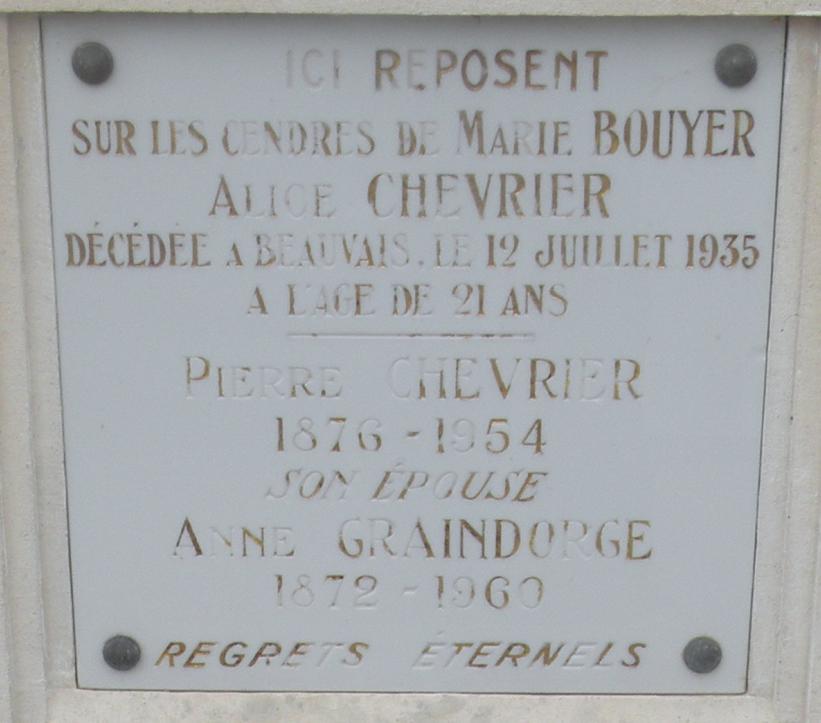 ICI REPOSENT
SUR LES CENDRES DE MARIE BOUYER
ALICE CHEVRIER
DÉCÉDÉE A BEAUVAIS. LE 12 JUILLET 1935
A L'AGE DE 21 ANS
PIERRE CHEVRIER
1876 - 1954
SON ÉPOUSE
ANNE GRAINDORGE
1872 - 1960
REGRETS ÉTERNELS